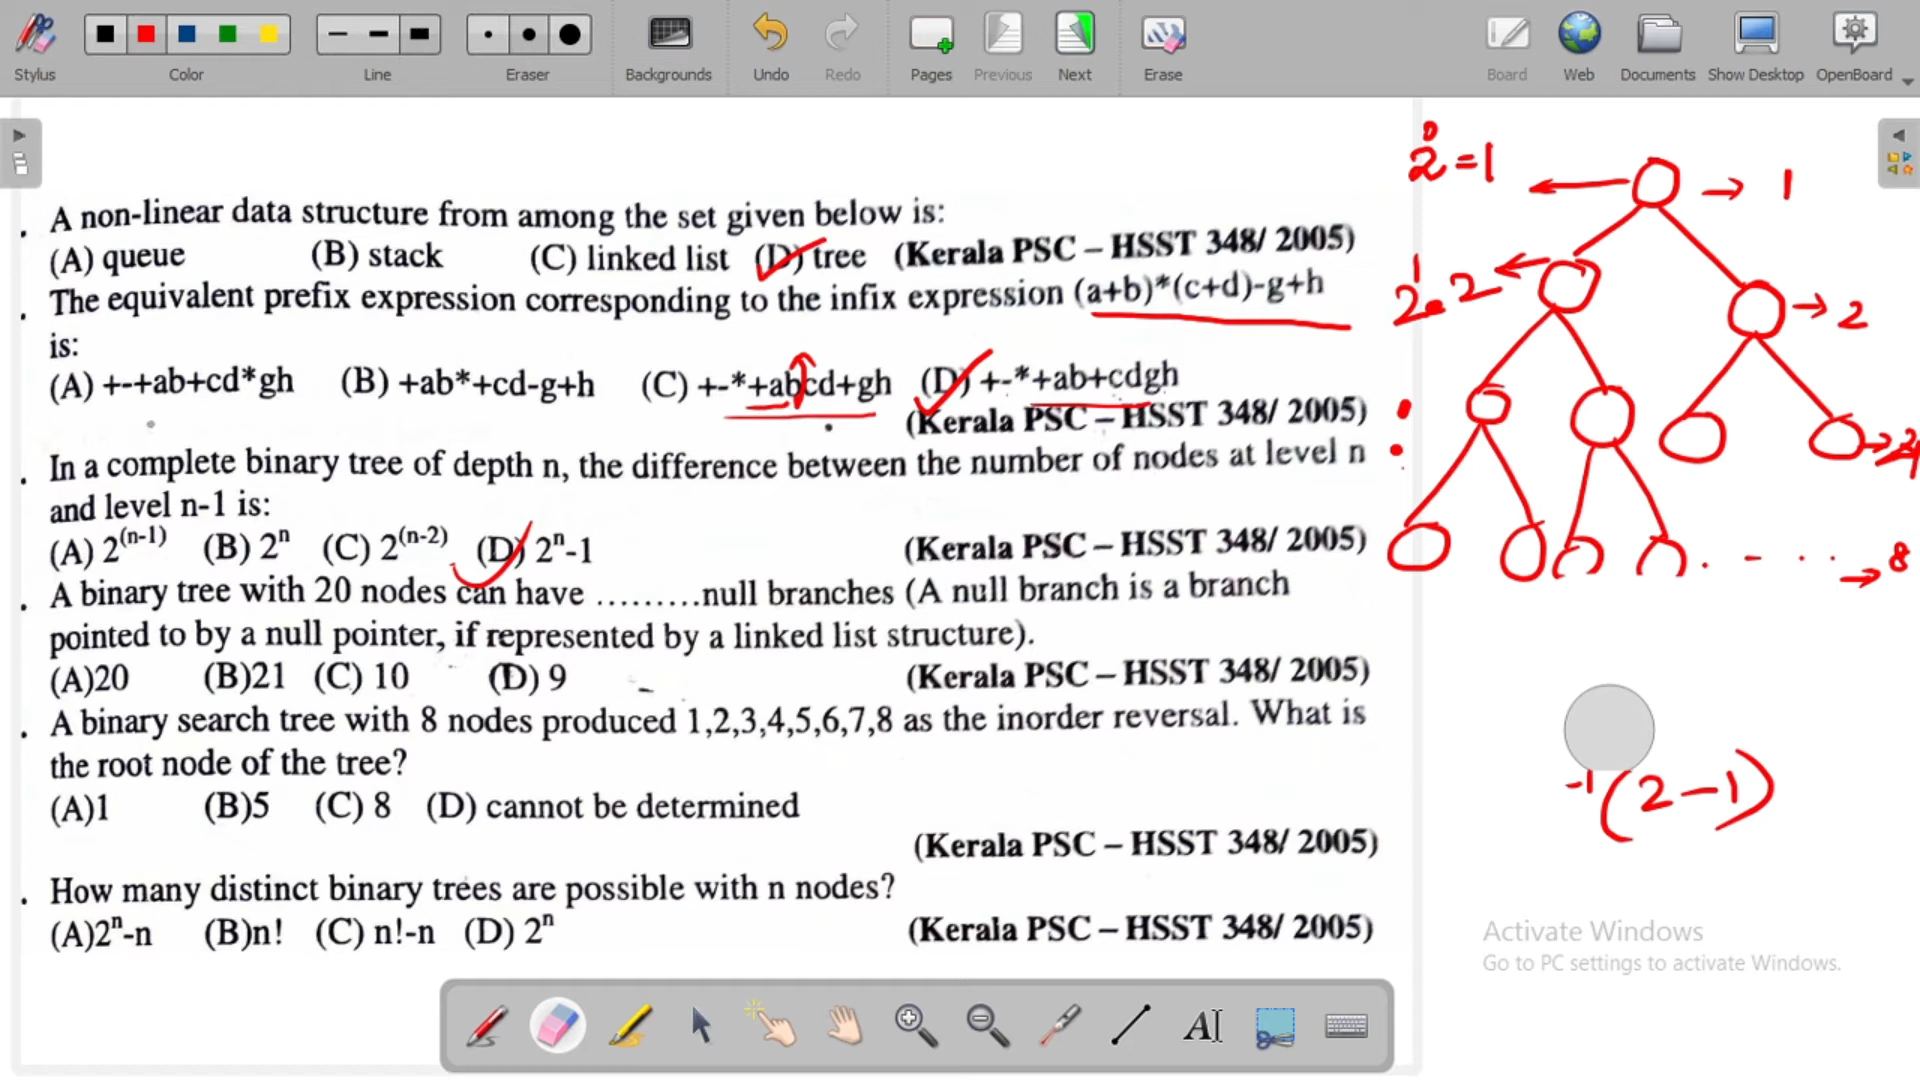 Stylus
Color
Line
Eraser
Backgrounds
Undo
Redo
Pages
Previous
Next
Erase
Board
Web
Documents
Show Desktop
OpenBoard
. A non-linear data structure from among the set given below is:
(A) queue (B) stack (C) linked list (D) tree (Kerala PSC – HSST 348/ 2005)
. The equivalent prefix expression corresponding to the infix expression (a+b)*(c+d)-g+h
is:
(A) +-+ab+cd*gh (B) +ab*+cd-g+h (C) +-*+abcd+gh (D) +-*+ab+cdgh
(Kerala PSC – HSST 348/ 2005)
. In a complete binary tree of depth n, the difference between the number of nodes at level n
and level n-1 is:
(A) 2^(n-1) (B) 2^n (C) 2^(n-2) (D) 2^n-1 (Kerala PSC – HSST 348/ 2005)
. A binary tree with 20 nodes can have .........null branches (A null branch is a branch
pointed to by a null pointer, if represented by a linked list structure).
(A)20 (B)21 (C) 10 (D) 9 (Kerala PSC – HSST 348/ 2005)
. A binary search tree with 8 nodes produced 1,2,3,4,5,6,7,8 as the inorder reversal. What is
the root node of the tree?
(A)1 (B)5 (C) 8 (D) cannot be determined
(Kerala PSC – HSST 348/ 2005)
. How many distinct binary trees are possible with n nodes?
(A)2^n-n (B)n! (C) n!-n (D) 2^n (Kerala PSC – HSST 348/ 2005)
2^0=1
1
2^1 2
2
8
-1 (2-1)
Activate Windows
Go to PC settings to activate Windows.